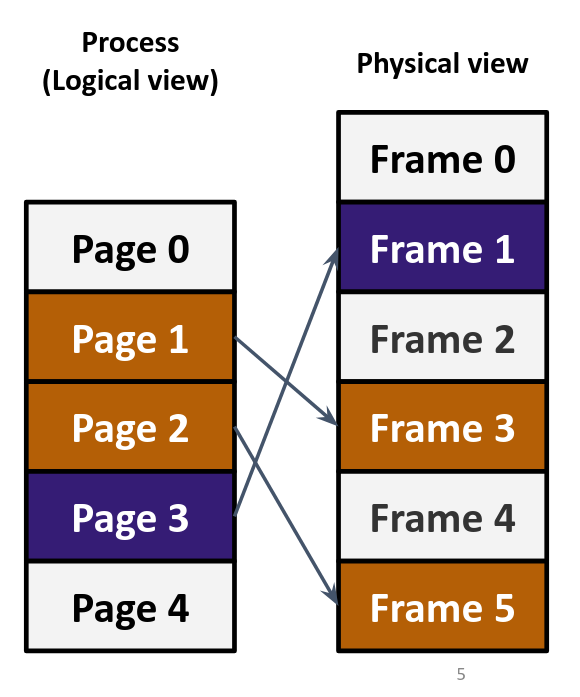 Process
(Logical view)
Physical view
Page 0
Page 1
Page 2
Page 3
Page 4
Frame 0
Frame 1
Frame 2
Frame 3
Frame 4
Frame 5
5